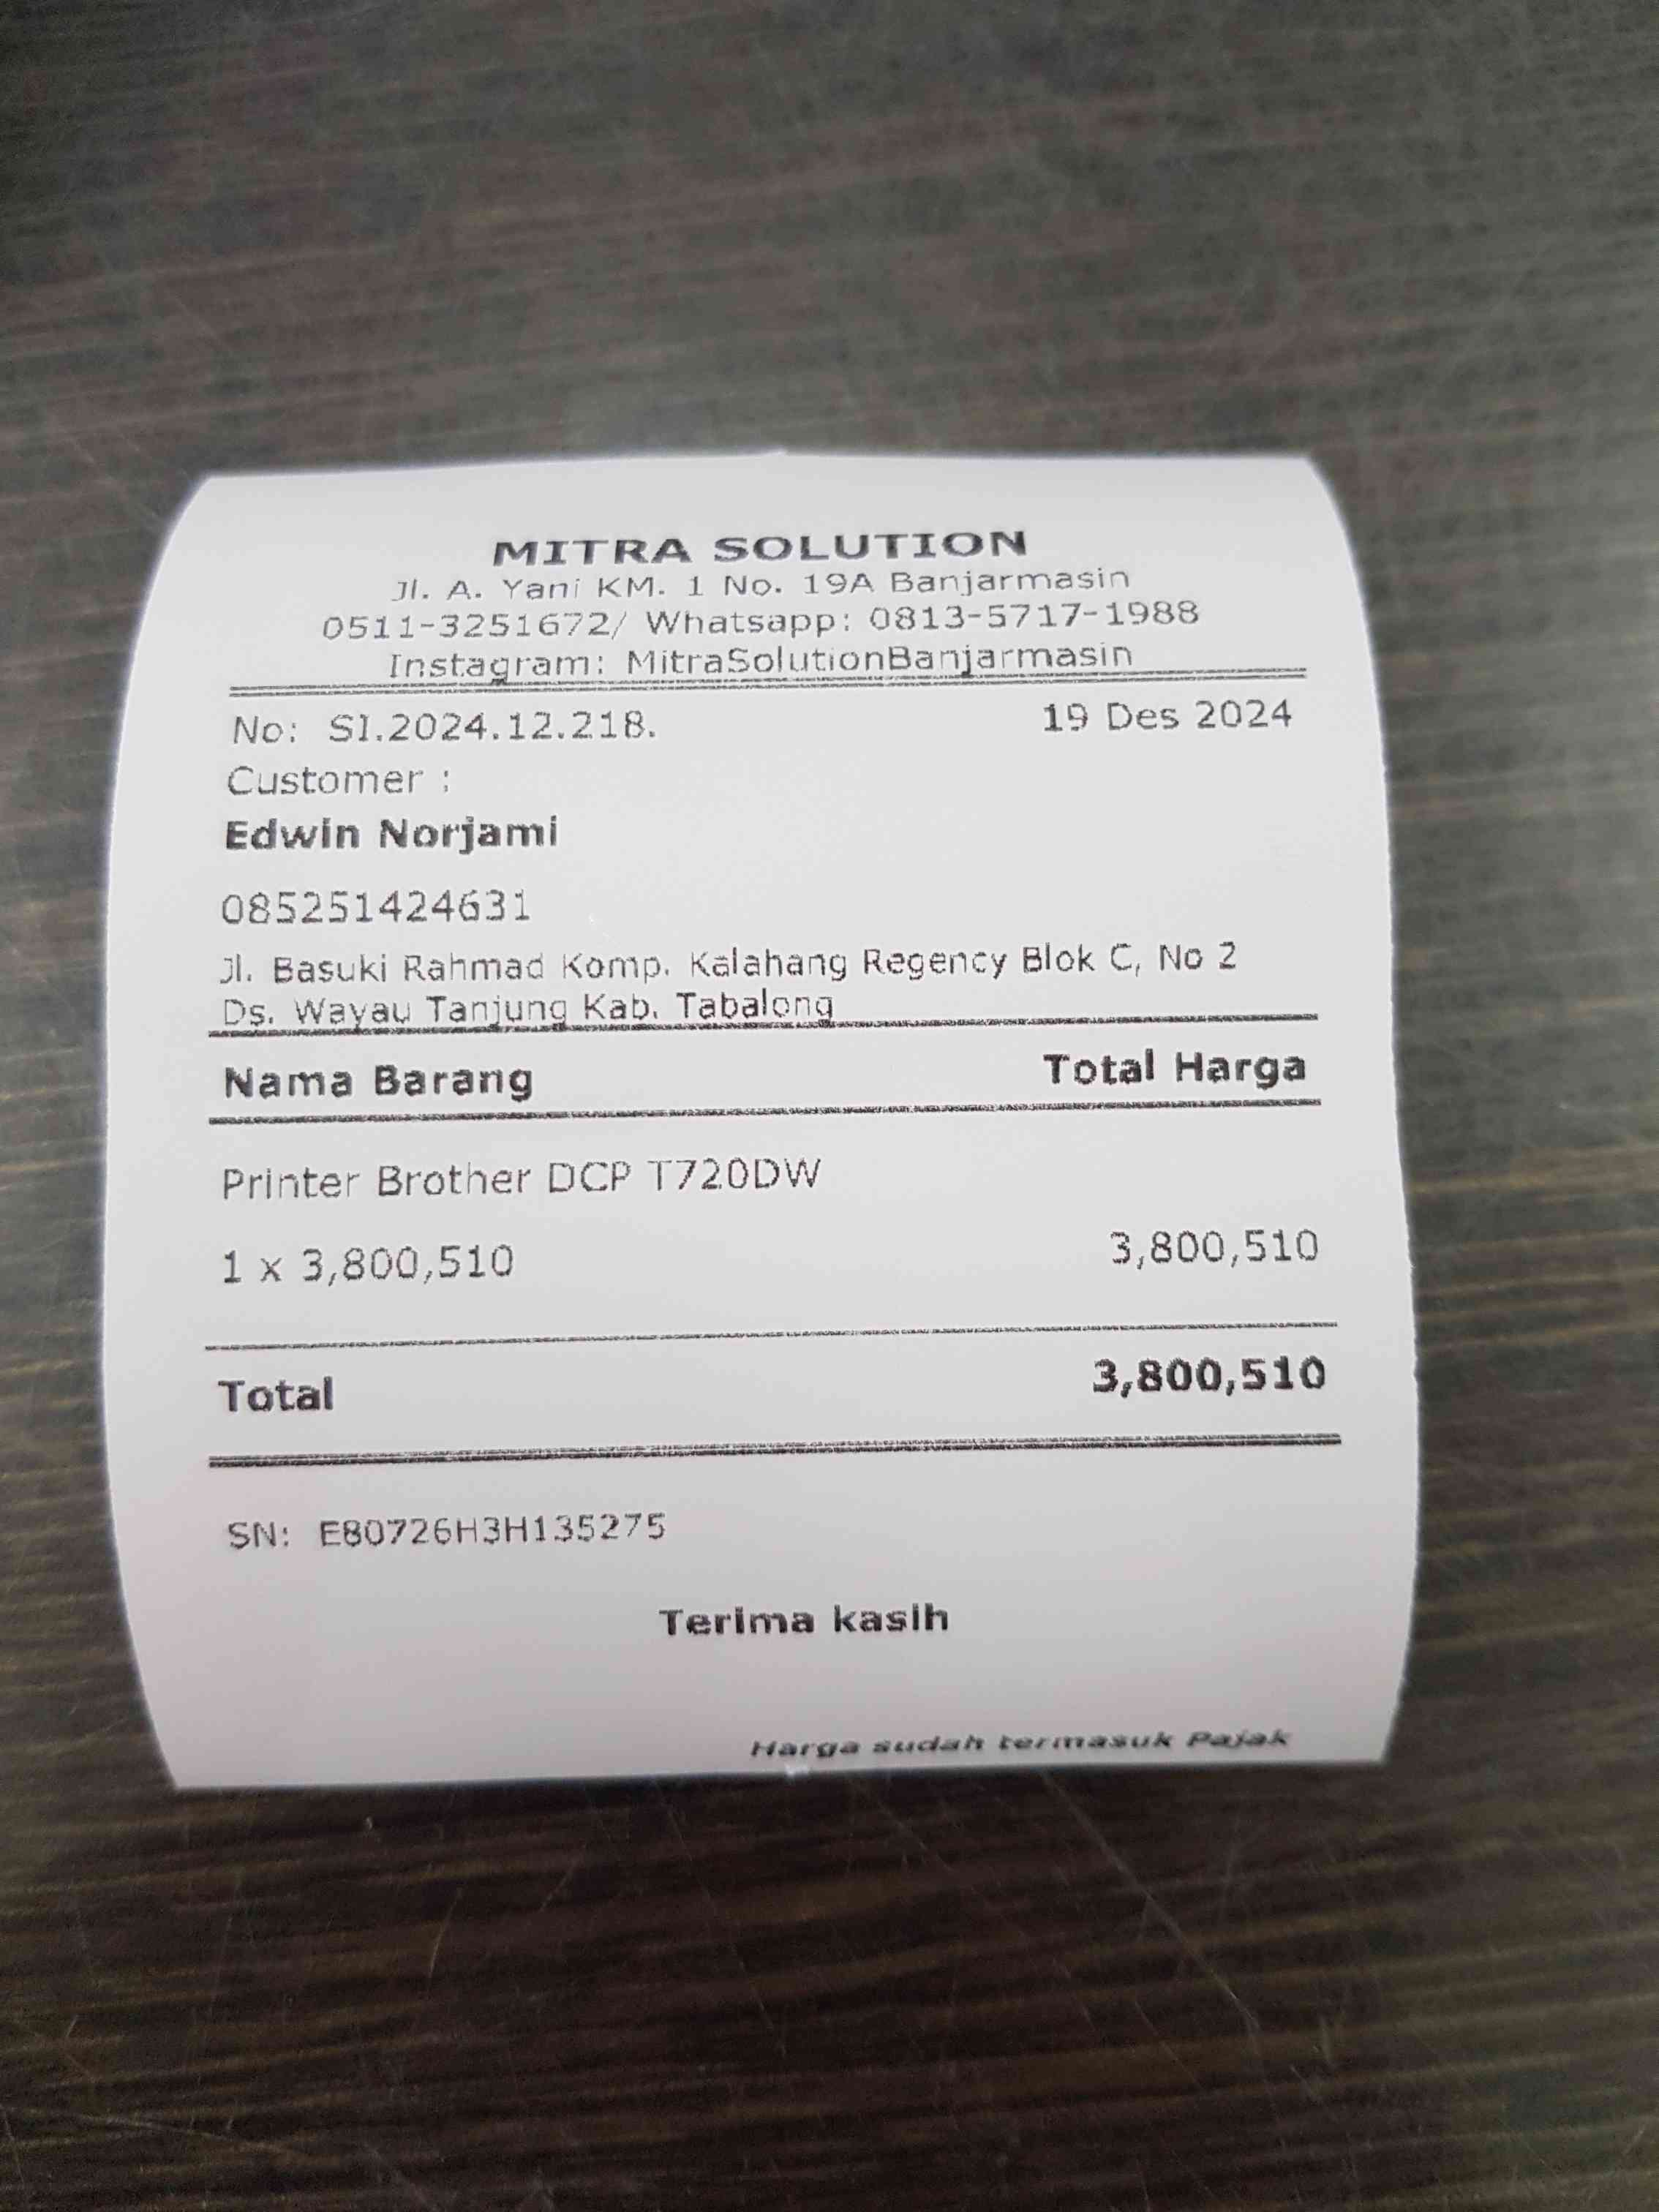 MITRA SOLUTION
Jl. A. Yani KM. 1 No. 19A Banjarmasin
0511-3251672/ Whatsapp: 0813-5717-1988
Instagram: MitraSolutionBanjarmasin
No: SI.2024.12.218. 19 Des 2024
Customer :
Edwin Norjami
085251424631
Jl. Basuki Rahmad Komp. Kalahang Regency Blok C, No 2
Ds. Wayau Tanjung Kab. Tabalong
Nama Barang Total Harga
Printer Brother DCP T720DW
1 x 3,800,510 3,800,510
Total 3,800,510
SN: E80726H3H135275
Terima kasih
Harga sudah termasuk Pajak